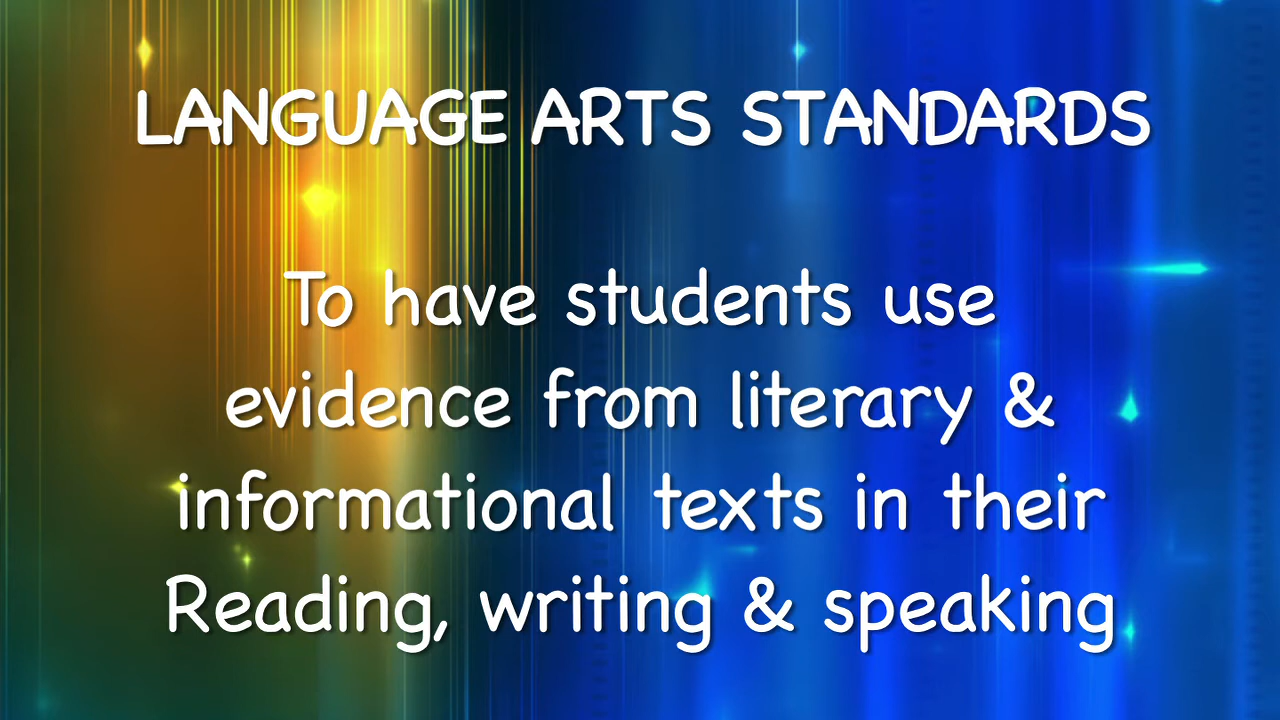 LANGUAGE ARTS STANDARDS
To have students use
evidence from literary &
informational texts in their
Reading, writing & speaking